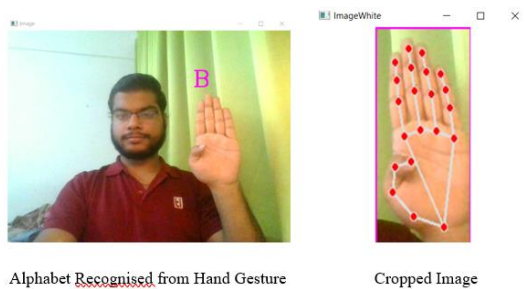 Image
ImageWhite
B
Alphabet Recognised from Hand Gesture
Cropped Image